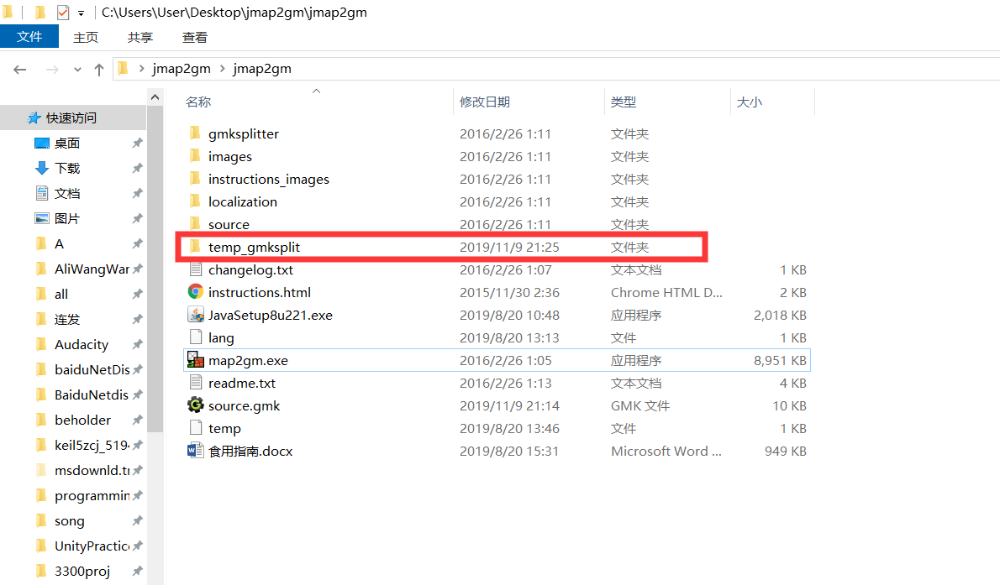 C:\Users\User\Desktop\jmap2gm\jmap2gm
文件 主页 共享 查看
jmap2gm jmap2gm
名称 修改日期 类型 大小
快速访问
桌面
下载
文档
图片
A
AliWangWar
all
连发
Audacity
baiduNetDis
BaiduNetdis
beholder
keil5zcj_5194
msdownld.tr
programmin
song
UnityPractic
3300proj
gmksplitter 2016/2/26 1:11 文件夹
images 2016/2/26 1:11 文件夹
instructions_images 2016/2/26 1:11 文件夹
localization 2016/2/26 1:11 文件夹
source 2016/2/26 1:11 文件夹
temp_gmksplit 2019/11/9 21:25 文件夹
changelog.txt 2016/2/26 1:07 文本文档 1 KB
instructions.html 2015/11/30 2:36 Chrome HTML D... 2 KB
JavaSetup8u221.exe 2019/8/20 10:48 应用程序 2,018 KB
lang 2019/8/20 13:13 文件 1 KB
map2gm.exe 2016/2/26 1:05 应用程序 8,951 KB
readme.txt 2016/2/26 1:13 文本文档 4 KB
source.gmk 2019/11/9 21:14 GMK 文件 10 KB
temp 2019/8/20 13:46 文件 1 KB
食用指南.docx 2019/8/20 15:31 Microsoft Word ... 949 KB